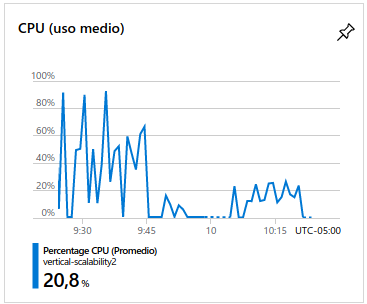 CPU (uso medio)
100%
80%
60%
40%
20%
0%
9:30 9:45 10 10:15 UTC-05:00
Percentage CPU (Promedio)
vertical-scalability2
20,8 %